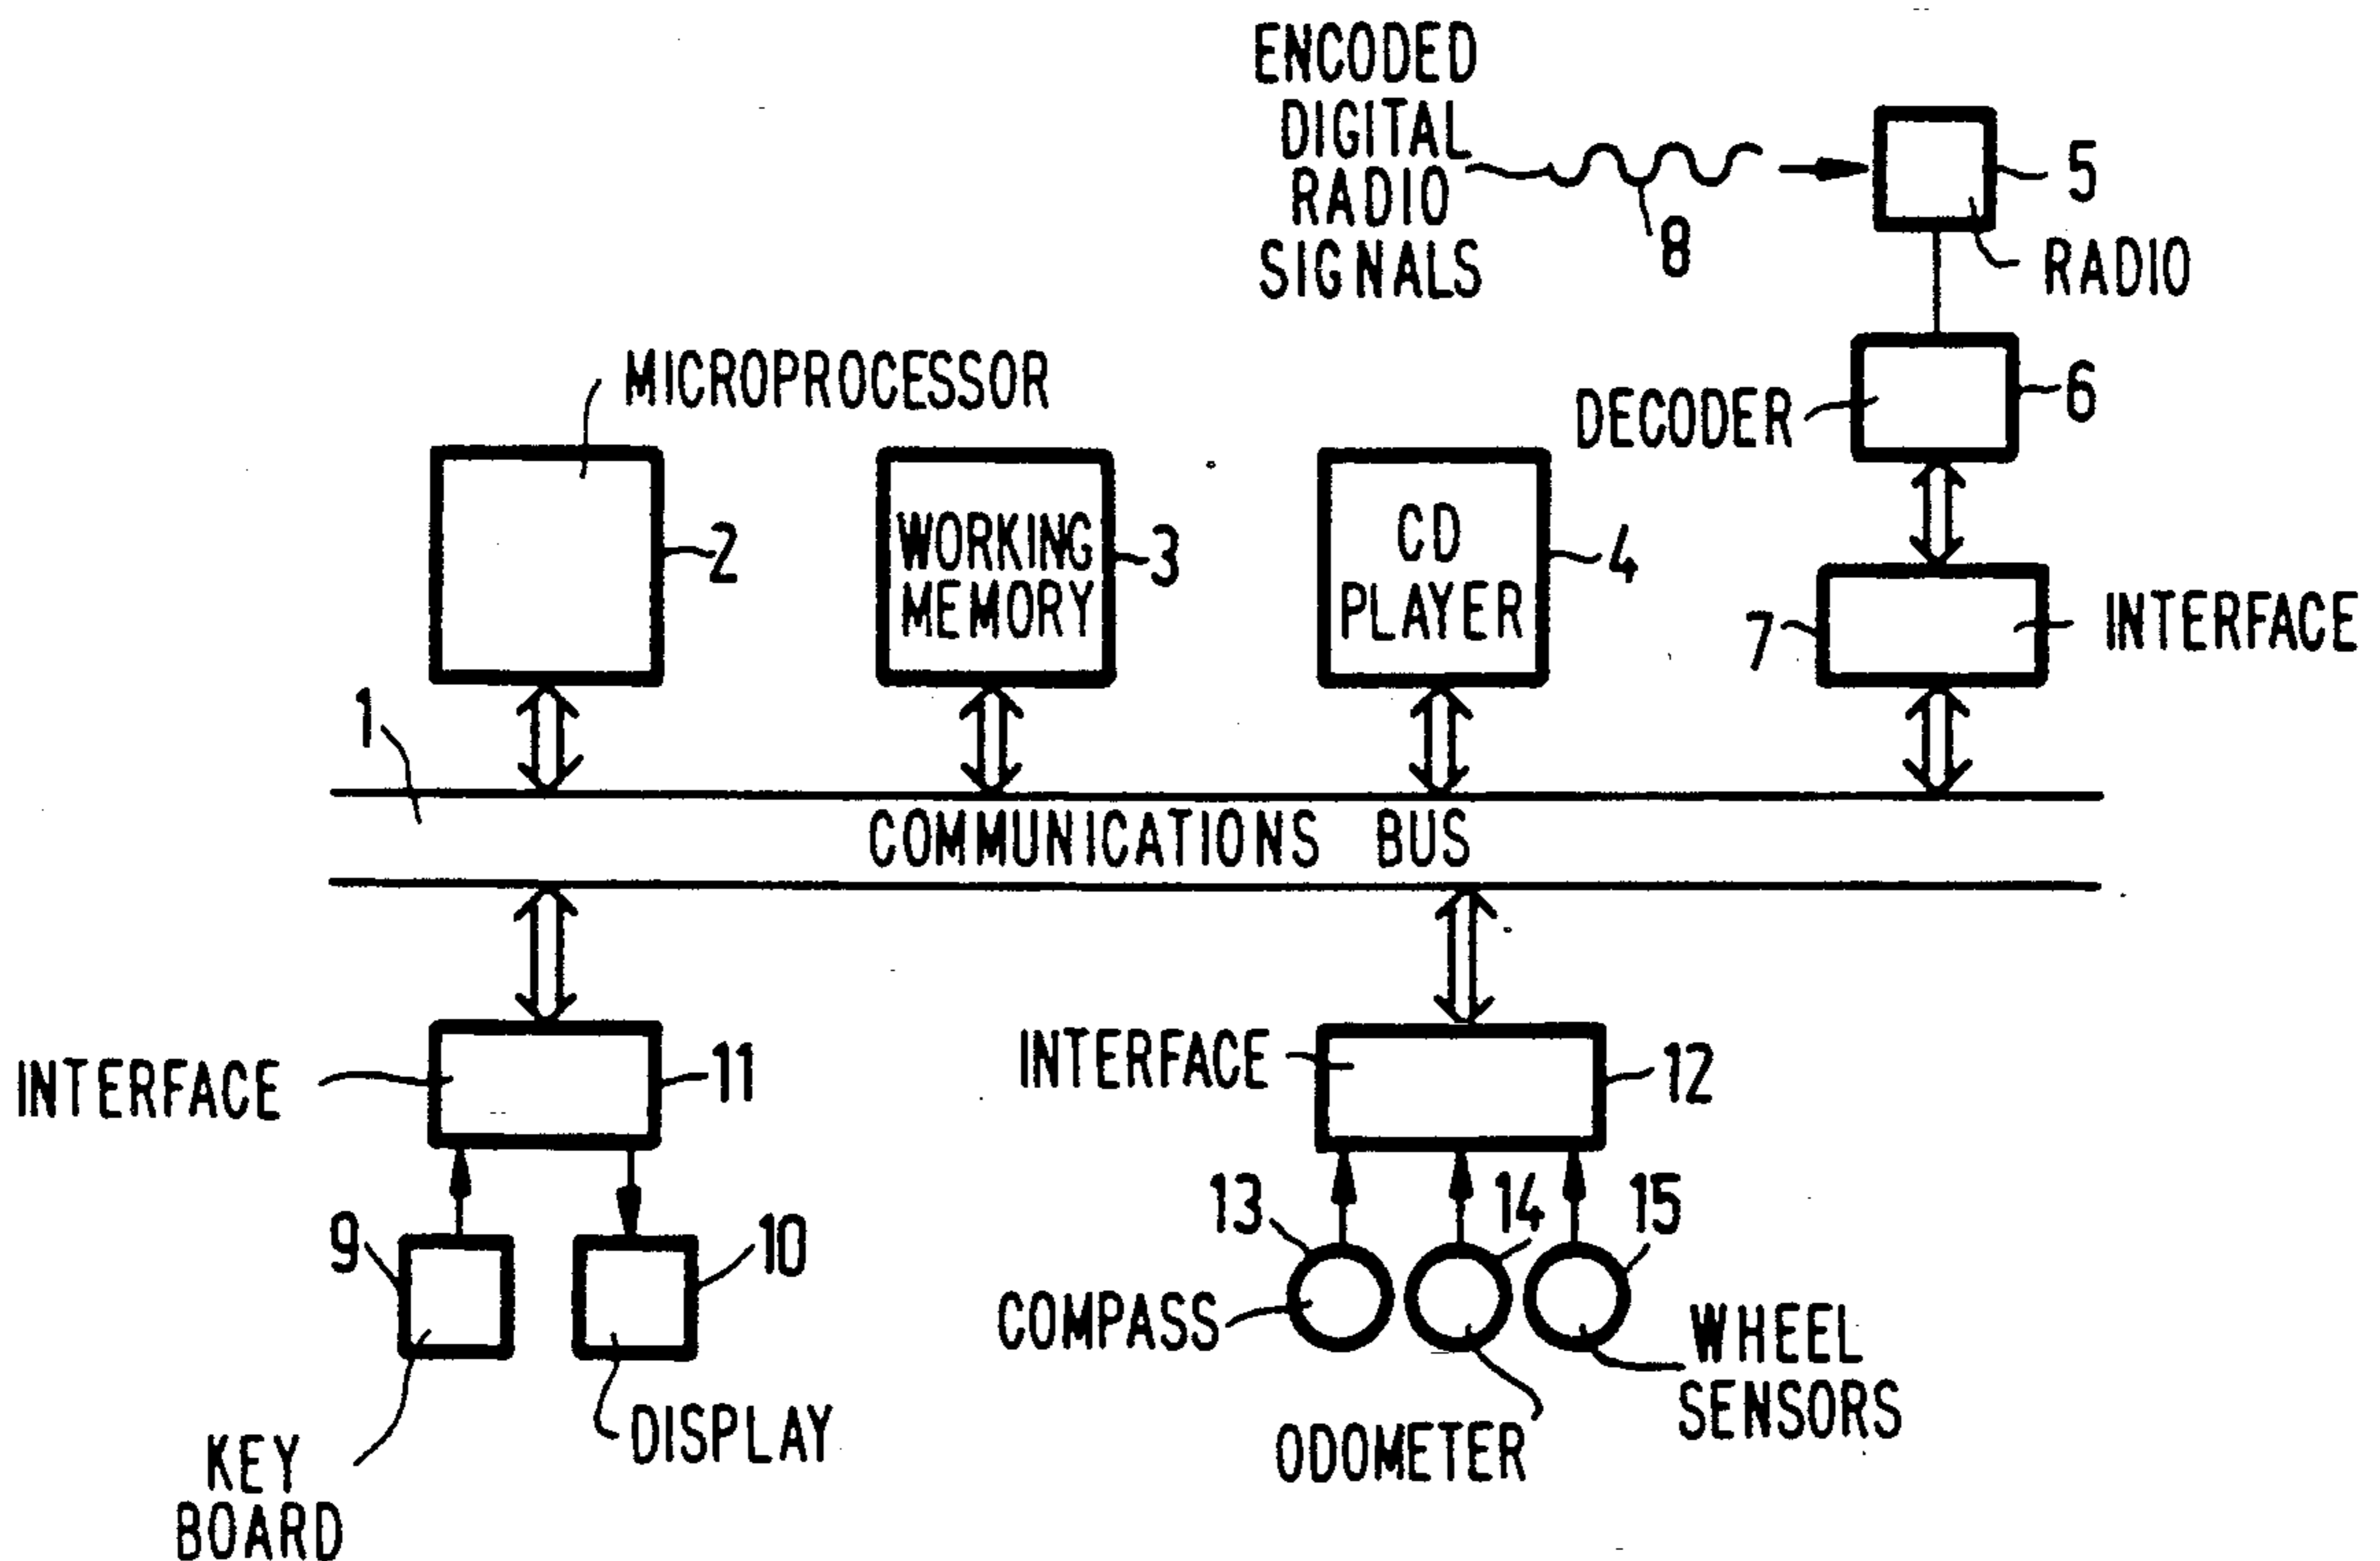 ENCODED
DIGITAL
RADIO
SIGNALS
8
5
RADIO
MICROPROCESSOR
DECODER
6
2
WORKING
MEMORY
3
CD
PLAYER
4
7
INTERFACE
1
COMMUNICATIONS BUS
INTERFACE
11
INTERFACE
12
9
10
13
14
15
COMPASS
WHEEL
SENSORS
KEY
BOARD
DISPLAY
ODOMETER